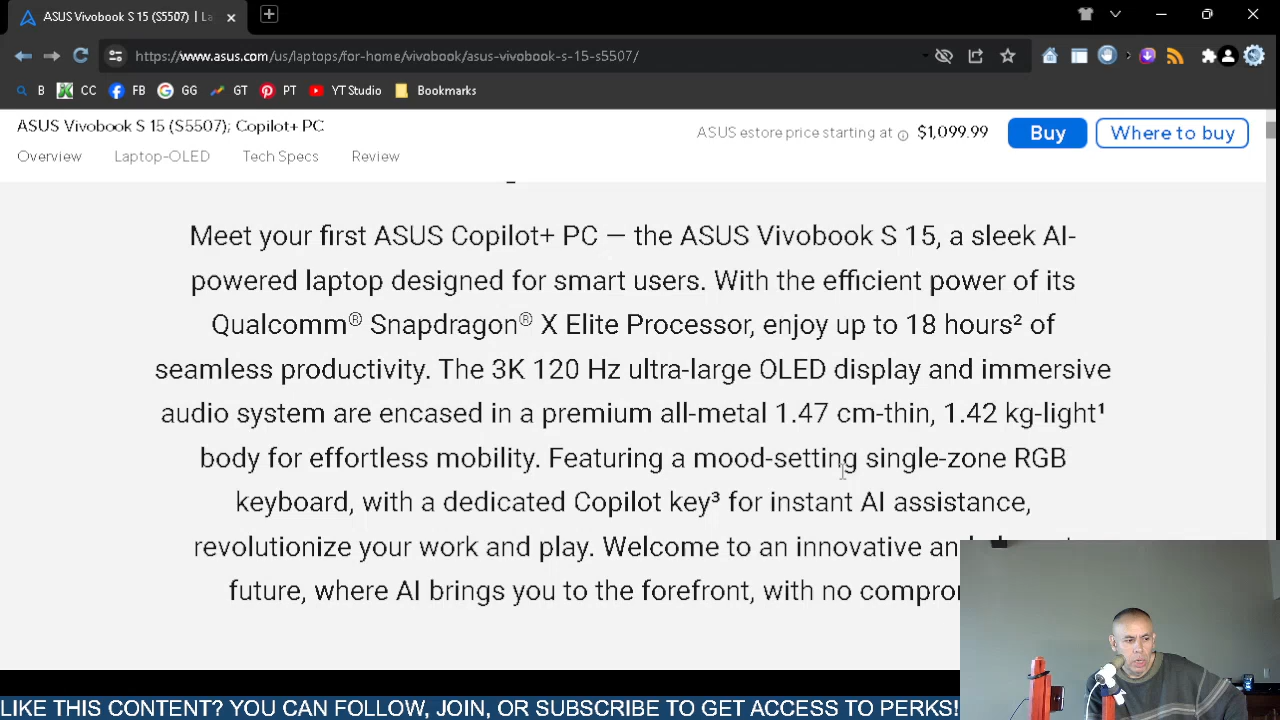 ASUS Vivobook S 15 (S5507) | La
https://www.asus.com/us/laptops/for-home/vivobook/asus-vivobook-s-15-s5507/
B CC FB GG GT PT YT Studio Bookmarks
ASUS Vivobook S 15 (S5507); Copilot+ PC
ASUS estore price starting at $1,099.99 Buy Where to buy
Overview Laptop-OLED Tech Specs Review
Meet your first ASUS Copilot+ PC — the ASUS Vivobook S 15, a sleek AI-
powered laptop designed for smart users. With the efficient power of its
Qualcomm® Snapdragon® X Elite Processor, enjoy up to 18 hours² of
seamless productivity. The 3K 120 Hz ultra-large OLED display and immersive
audio system are encased in a premium all-metal 1.47 cm-thin, 1.42 kg-light¹
body for effortless mobility. Featuring a mood-setting single-zone RGB
keyboard, with a dedicated Copilot key³ for instant AI assistance,
revolutionize your work and play. Welcome to an innovative and
future, where AI brings you to the forefront, with no
LIKE THIS CONTENT? YOU CAN FOLLOW, JOIN, OR SUBSCRIBE TO GET ACCESS TO PERKS!